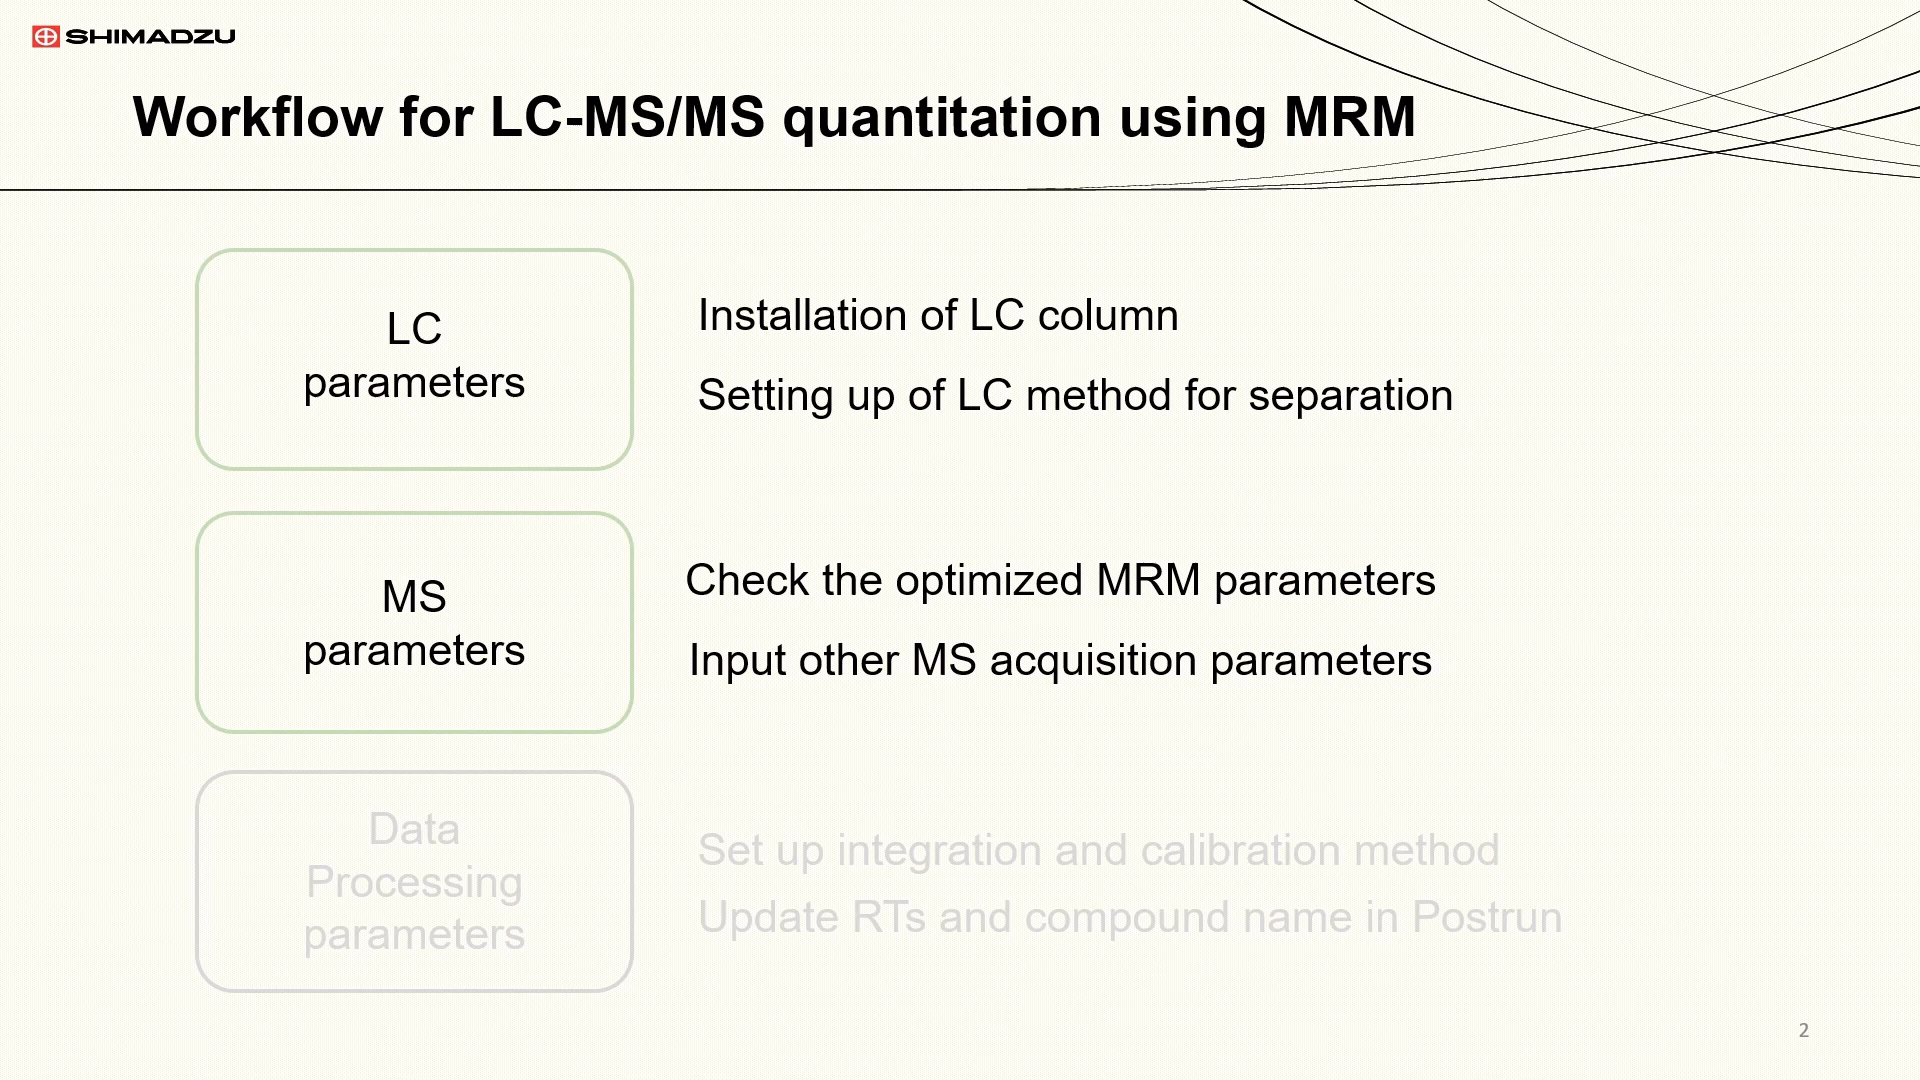 SHIMADZU
Workflow for LC-MS/MS quantitation using MRM
LC
parameters
Installation of LC column
Setting up of LC method for separation
MS
parameters
Check the optimized MRM parameters
Input other MS acquisition parameters
Data
Processing
parameters
Set up integration and calibration method
Update RTs and compound name in Postrun
2